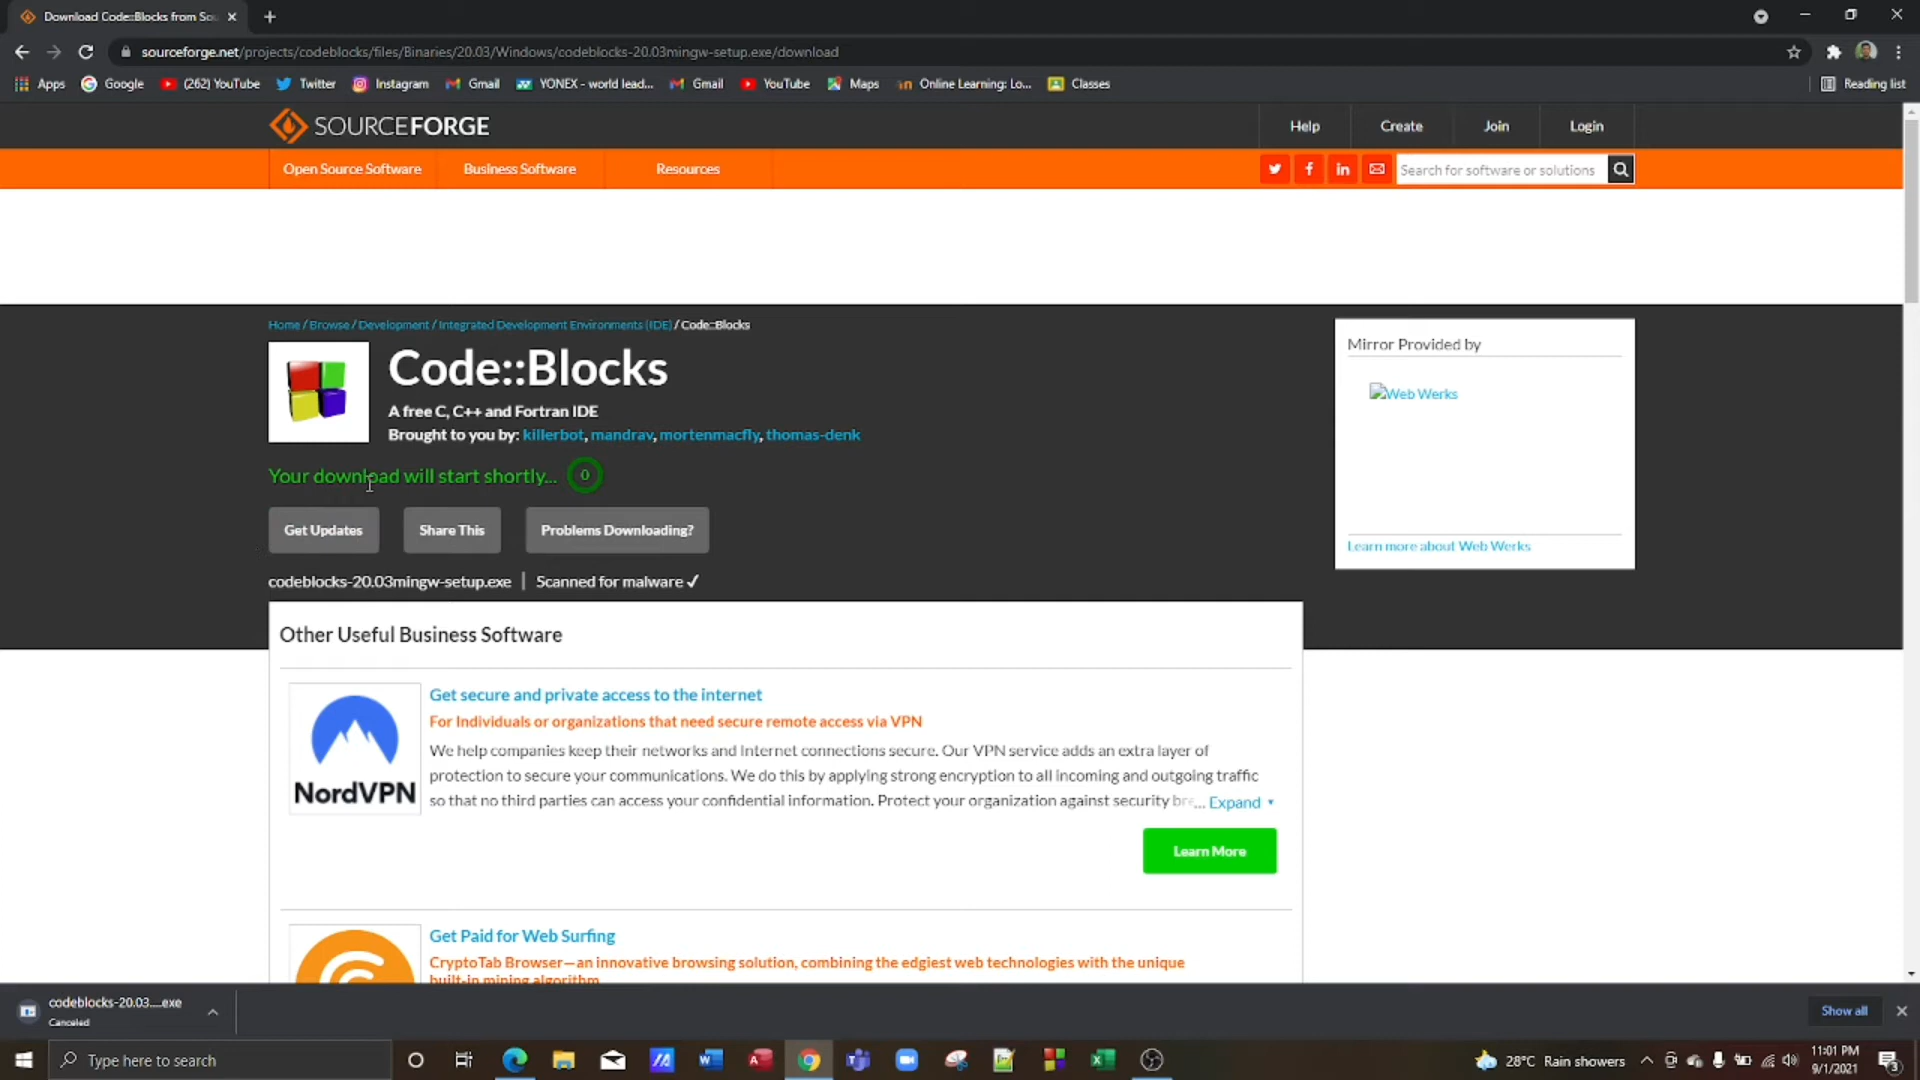 Download Code::Blocks from Sou
sourceforge.net/projects/codeblocks/files/Binaries/20.03/Windows/codeblocks-20.03mingw-setup.exe/download
Apps Google (262) YouTube Twitter Instagram Gmail YONEX - world lead... Gmail YouTube Maps Online Learning: Lo... Classes Reading list
SOURCEFORGE
Help Create Join Login
Open Source Software Business Software Resources
Search for software or solutions
Home / Browse / Development / Integrated Development Environments (IDE) / Code::Blocks
Code::Blocks
A free C, C++ and Fortran IDE
Brought to you by: killerbot, mandrav, mortenmacfly, thomas-denk
Your download will start shortly... 0
Get Updates Share This Problems Downloading?
codeblocks-20.03mingw-setup.exe | Scanned for malware ✓
Mirror Provided by
Web Werks
Learn more about Web Werks
Other Useful Business Software
Get secure and private access to the internet
For Individuals or organizations that need secure remote access via VPN
We help companies keep their networks and Internet connections secure. Our VPN service adds an extra layer of
protection to secure your communications. We do this by applying strong encryption to all incoming and outgoing traffic
so that no third parties can access your confidential information. Protect your organization against security bre... Expand
NordVPN
Learn More
Get Paid for Web Surfing
CryptoTab Browser—an innovative browsing solution, combining the edgiest web technologies with the unique
built-in mining algorithm
codeblocks-20.03....exe
Canceled
Show all
Type here to search
28°C Rain showers
11:01 PM
9/1/2021
3